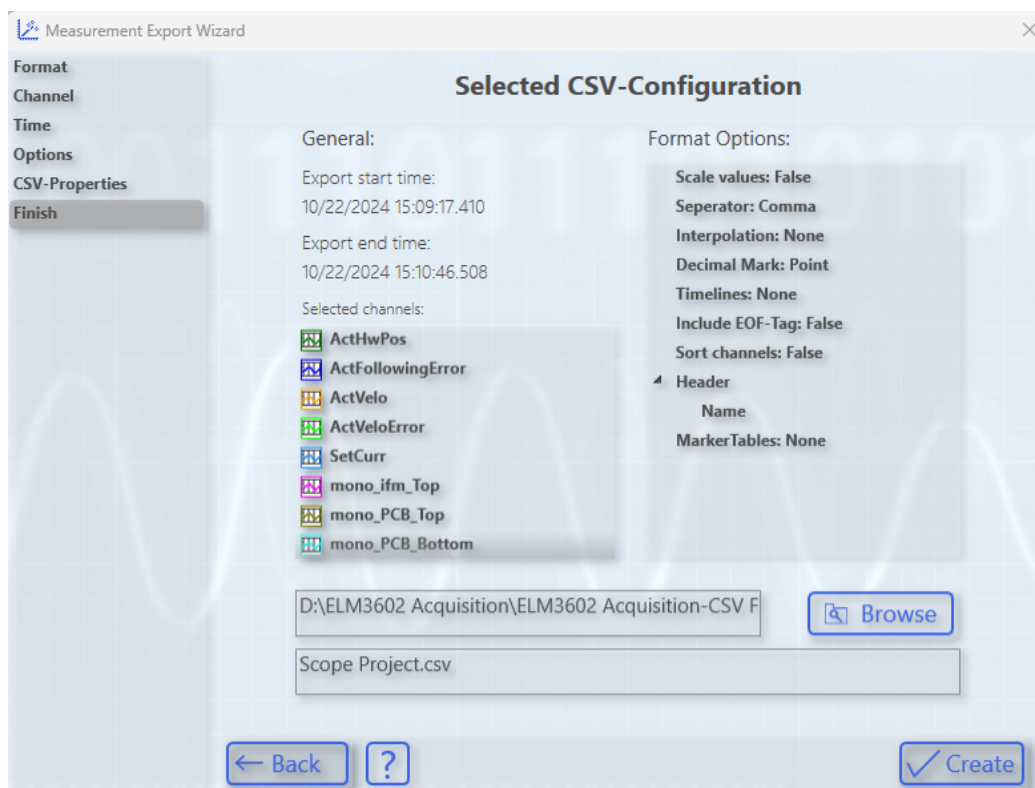 Measurement Export Wizard
Format
Channel
Time
Options
CSV-Properties
Finish
Selected CSV-Configuration
General:
Export start time:
10/22/2024 15:09:17.410
Export end time:
10/22/2024 15:10:46.508
Selected channels:
ActHwPos
ActFollowingError
ActVelo
ActVeloError
SetCurr
mono_ifm_Top
mono_PCB_Top
mono_PCB_Bottom
Format Options:
Scale values: False
Seperator: Comma
Interpolation: None
Decimal Mark: Point
Timelines: None
Include EOF-Tag: False
Sort channels: False
Header
Name
MarkerTables: None
D:\ELM3602 Acquisition\ELM3602 Acquisition-CSV F
Browse
Scope Project.csv
Back
?
Create